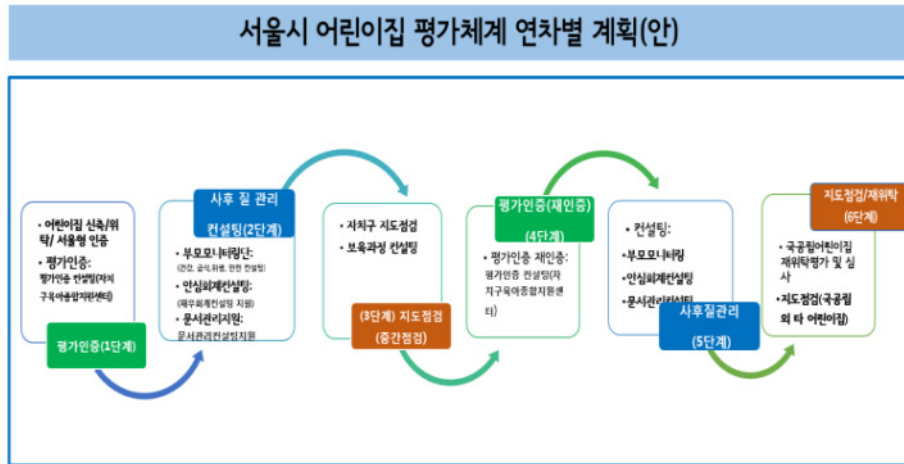 서울시 어린이집 평가체계 연차별 계획(안)
• 어린이집 신축/위
탁/ 서울형 인증
• 평가인증:
평가인증 컨설팅(자치
구육아종합지원센터)
평가인증(1단계)
사후 질 관리
컨설팅(2단계)
• 부모모니터링단:
(건강, 급식,위생, 안전 컨설팅)
• 안심회계컨설팅:
(재무회계컨설팅 지원)
• 문서관리지원:
문서관리컨설팅지원
• 자치구 지도점검
• 보육과정 컨설팅
(3단계) 지도점검
(중간점검)
평가인증(재인증)
(4단계)
• 평가인증 재인증:
평가인증 컨설팅(자
치구육아종합지원센
터)
• 컨설팅:
•부모모니터링
•안심회계컨설팅
•문서관리컨설팅
사후질관리
(5단계)
지도점검/재위탁
(6단계)
• 국공립어린이집
재위탁평가 및 심
사
•지도점검(국공립
외 타 어린이집)